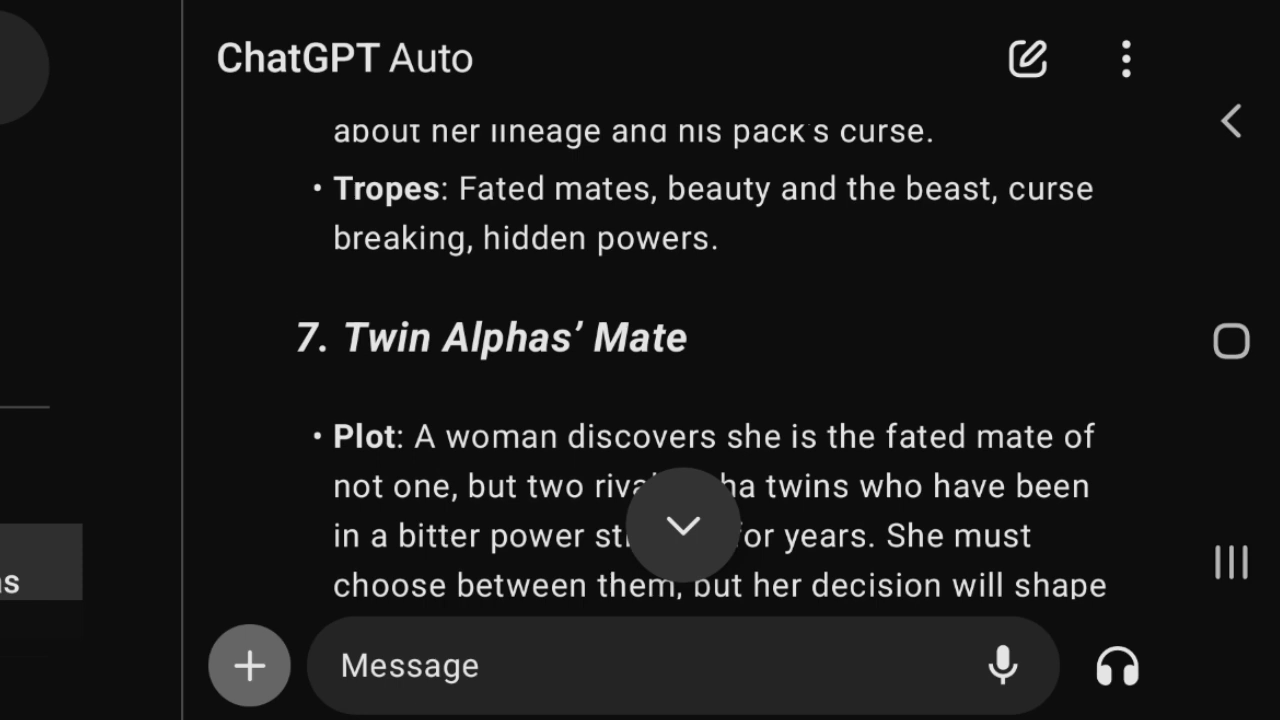 ChatGPT Auto
about her lineage and his pack's curse.
• Tropes: Fated mates, beauty and the beast, curse
breaking, hidden powers.
7. Twin Alphas’ Mate
• Plot: A woman discovers she is the fated mate of
not one, but two twins who have been
in a bitter power for years. She must
choose between them, but her decision will shape
Message